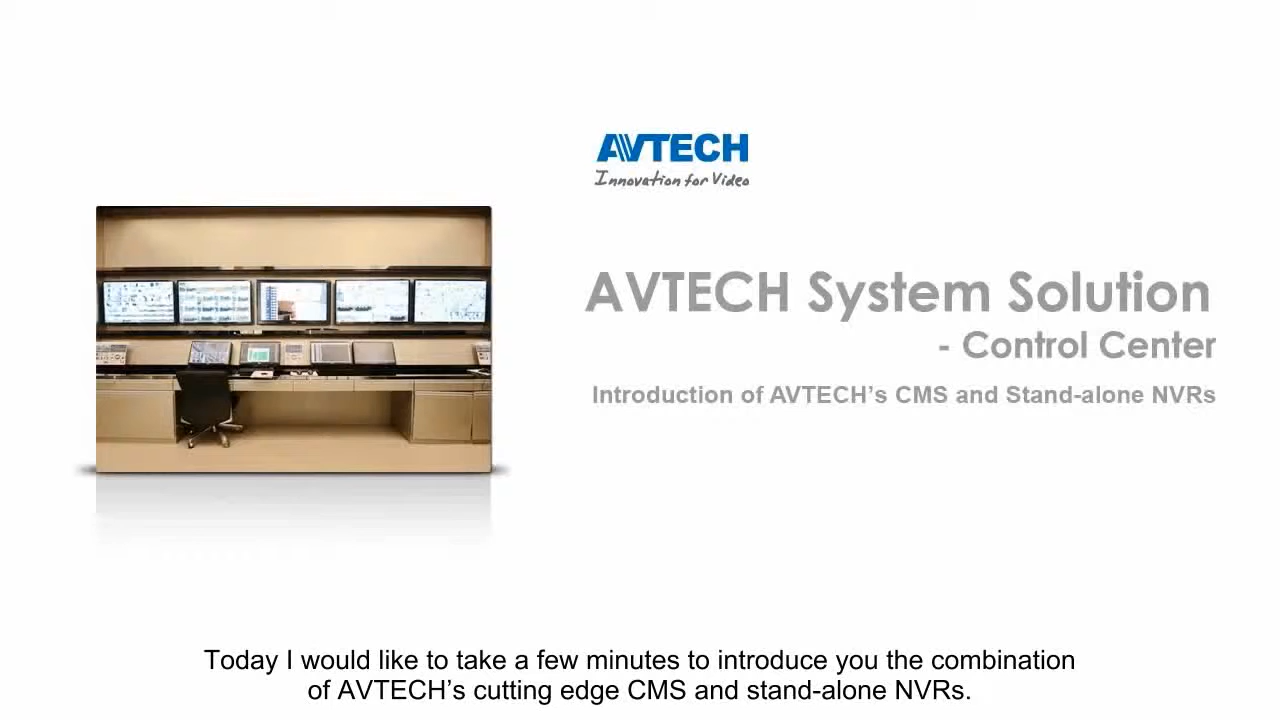 AVTECH
Innovation for Video
AVTECH System Solution
- Control Center
Introduction of AVTECH's CMS and Stand-alone NVRs
Today I would like to take a few minutes to introduce you the combination
of AVTECH's cutting edge CMS and stand-alone NVRs.